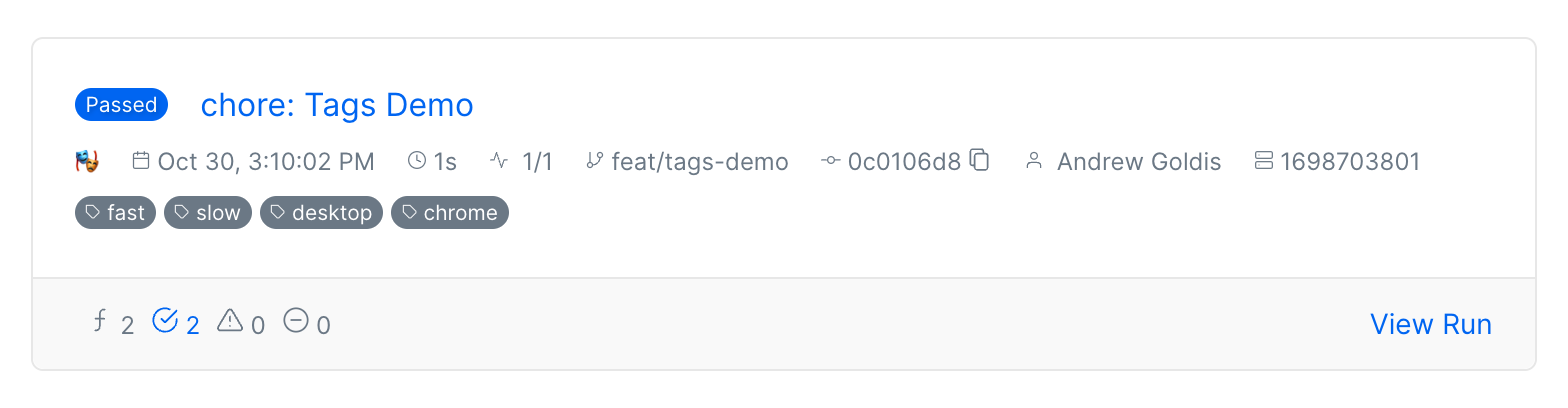 Passed chore: Tags Demo
Oct 30, 3:10:02 PM 1s 1/1 feat/tags-demo 0c0106d8 Andrew Goldis 1698703801
fast slow desktop chrome
2 2 0 0 View Run